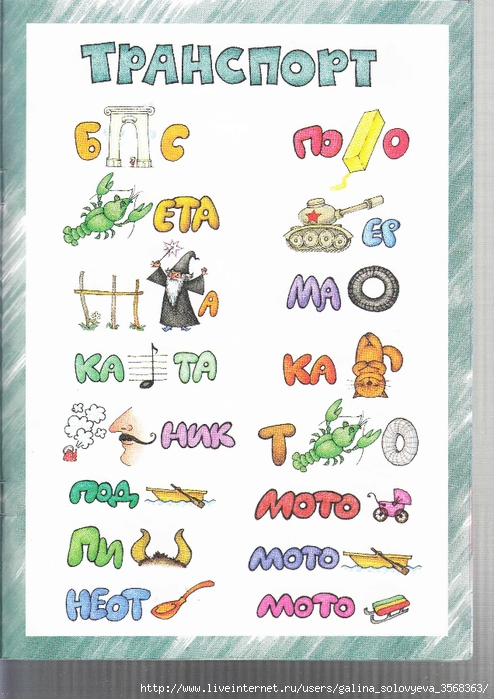 ТРАНСПОРТ
Б С
ПО О
ЕТА
ЕР
А
МА
КА ТА
КА
НИК
Т
ПОД
МОТО
ПИ
МОТО
НЕОТ
МОТО
http://www.liveinternet.ru/users/galina_solovyeva_3568363/